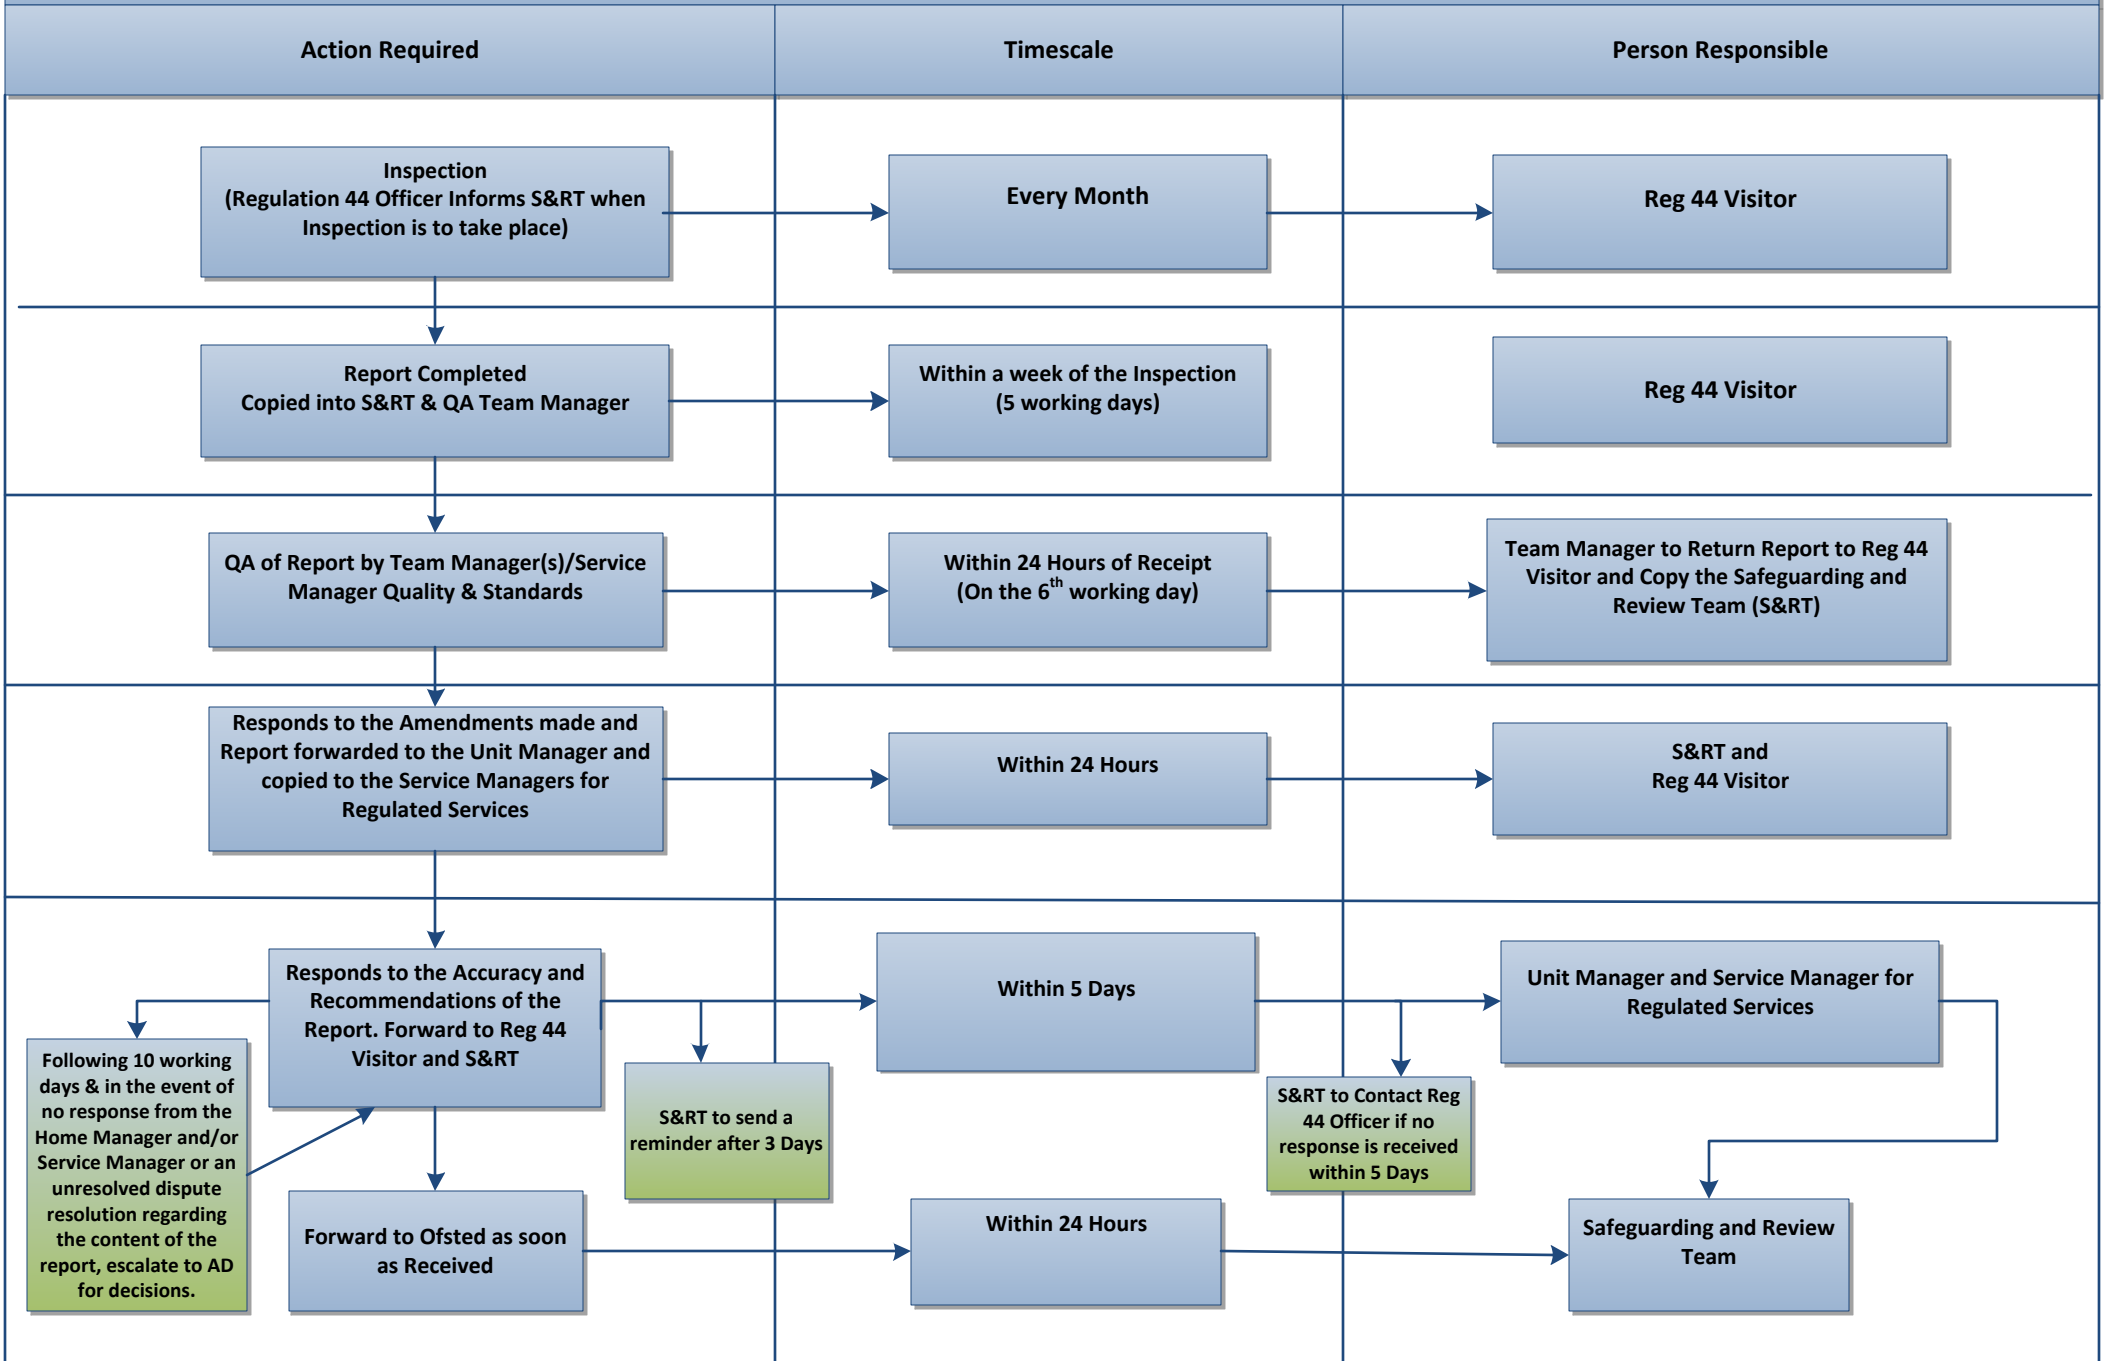 Action Required
Timescale
Person Responsible
Inspection
(Regulation 44 Officer Informs S&RT when
Inspection is to take place)
Every Month
Reg 44 Visitor
Report Completed
Copied into S&RT & QA Team Manager
Within a week of the Inspection
(5 working days)
Reg 44 Visitor
QA of Report by Team Manager(s)/Service
Manager Quality & Standards
Within 24 Hours of Receipt
(On the 6th working day)
Team Manager to Return Report to Reg 44
Visitor and Copy the Safeguarding and
Review Team (S&RT)
Responds to the Amendments made and
Report forwarded to the Unit Manager and
copied to the Service Managers for
Regulated Services
Within 24 Hours
S&RT and
Reg 44 Visitor
Responds to the Accuracy and
Recommendations of the
Report. Forward to Reg 44
Visitor and S&RT
Within 5 Days
Unit Manager and Service Manager for
Regulated Services
Following 10 working
days & in the event of
no response from the
Home Manager and/or
Service Manager or an
unresolved dispute
resolution regarding
the content of the
report, escalate to AD
for decisions.
S&RT to send a
reminder after 3 Days
S&RT to Contact Reg
44 Officer if no
response is received
within 5 Days
Forward to Ofsted as soon
as Received
Within 24 Hours
Safeguarding and Review
Team